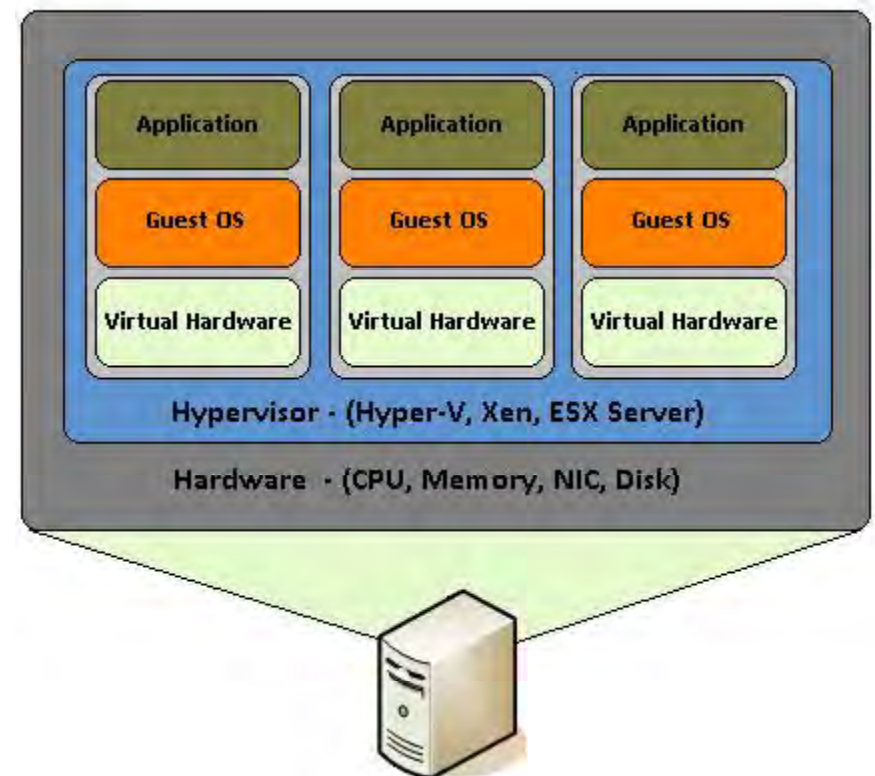 Application Application Application
Guest OS Guest OS Guest OS
Virtual Hardware Virtual Hardware Virtual Hardware
Hypervisor - (Hyper-V, Xen, ESX Server)
Hardware - (CPU, Memory, NIC, Disk)